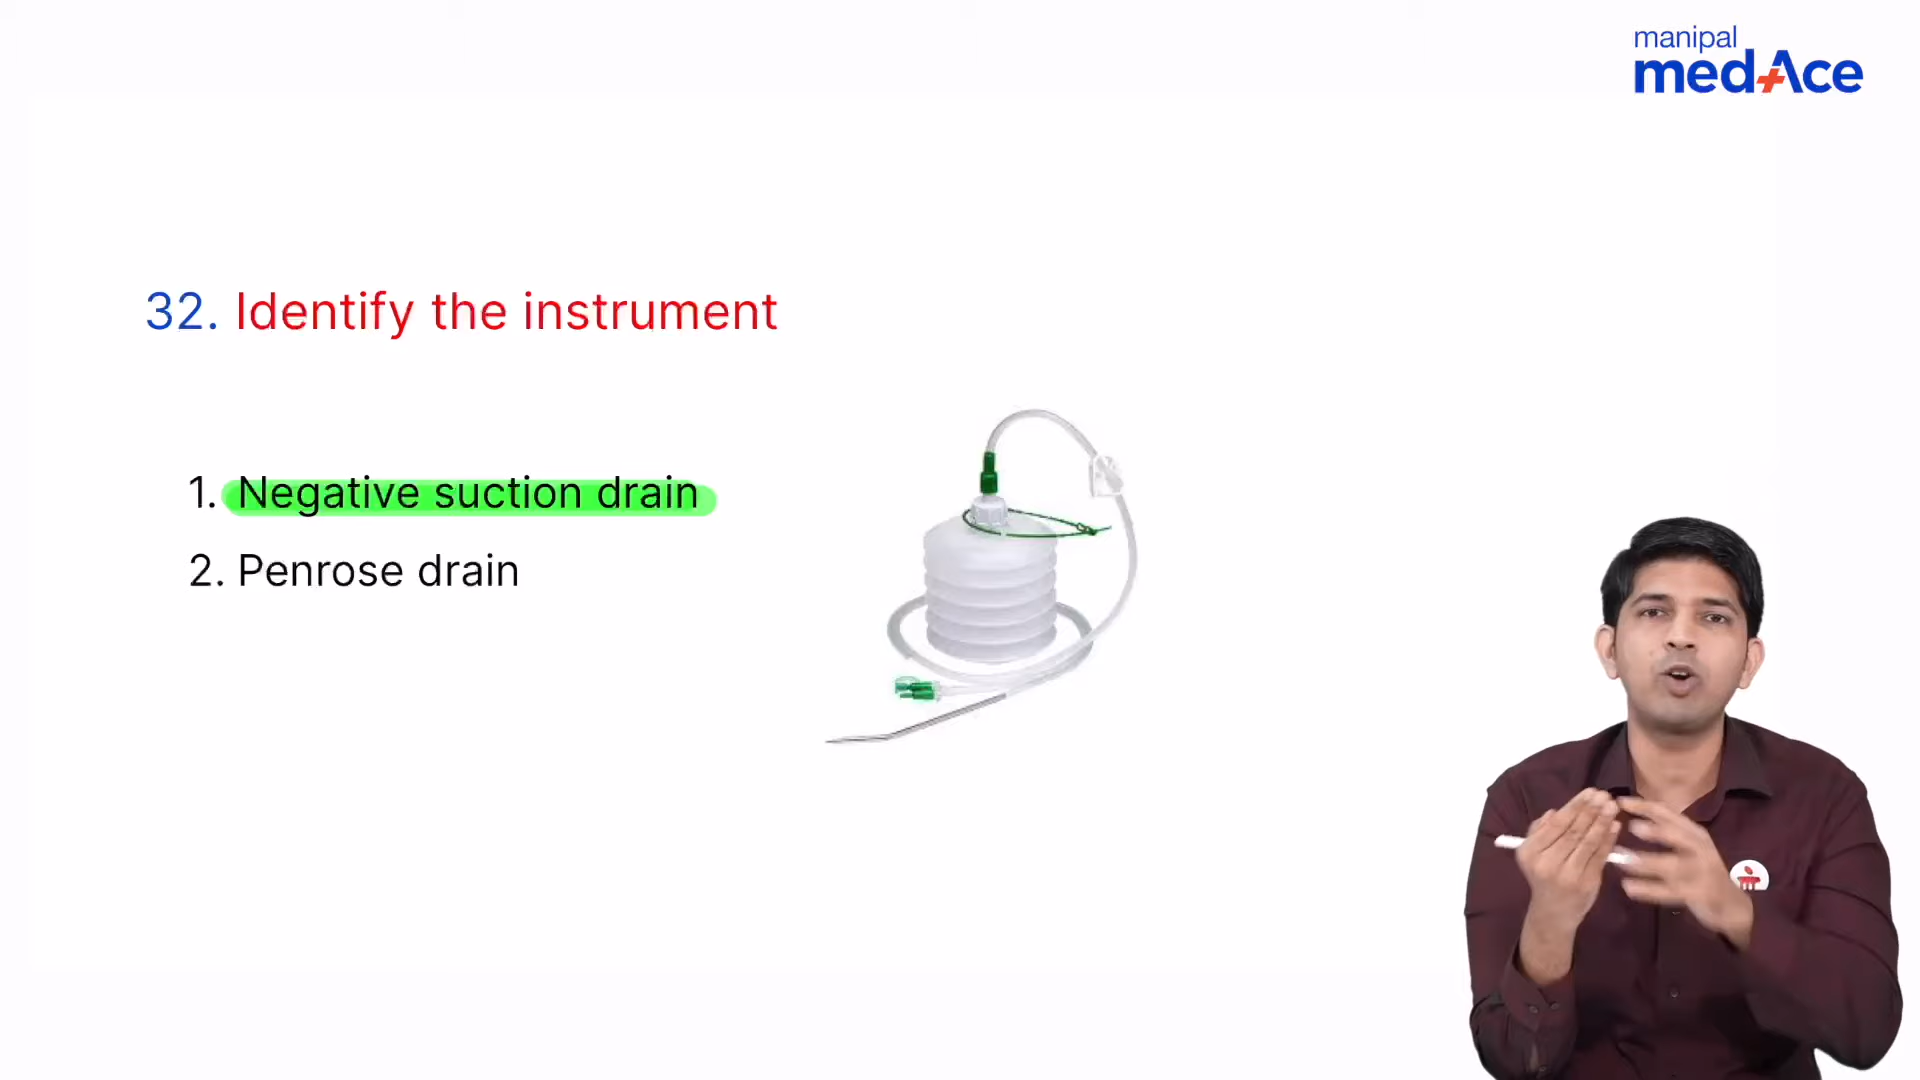 manipal
medAce
32. Identify the instrument
1. Negative suction drain
2. Penrose drain